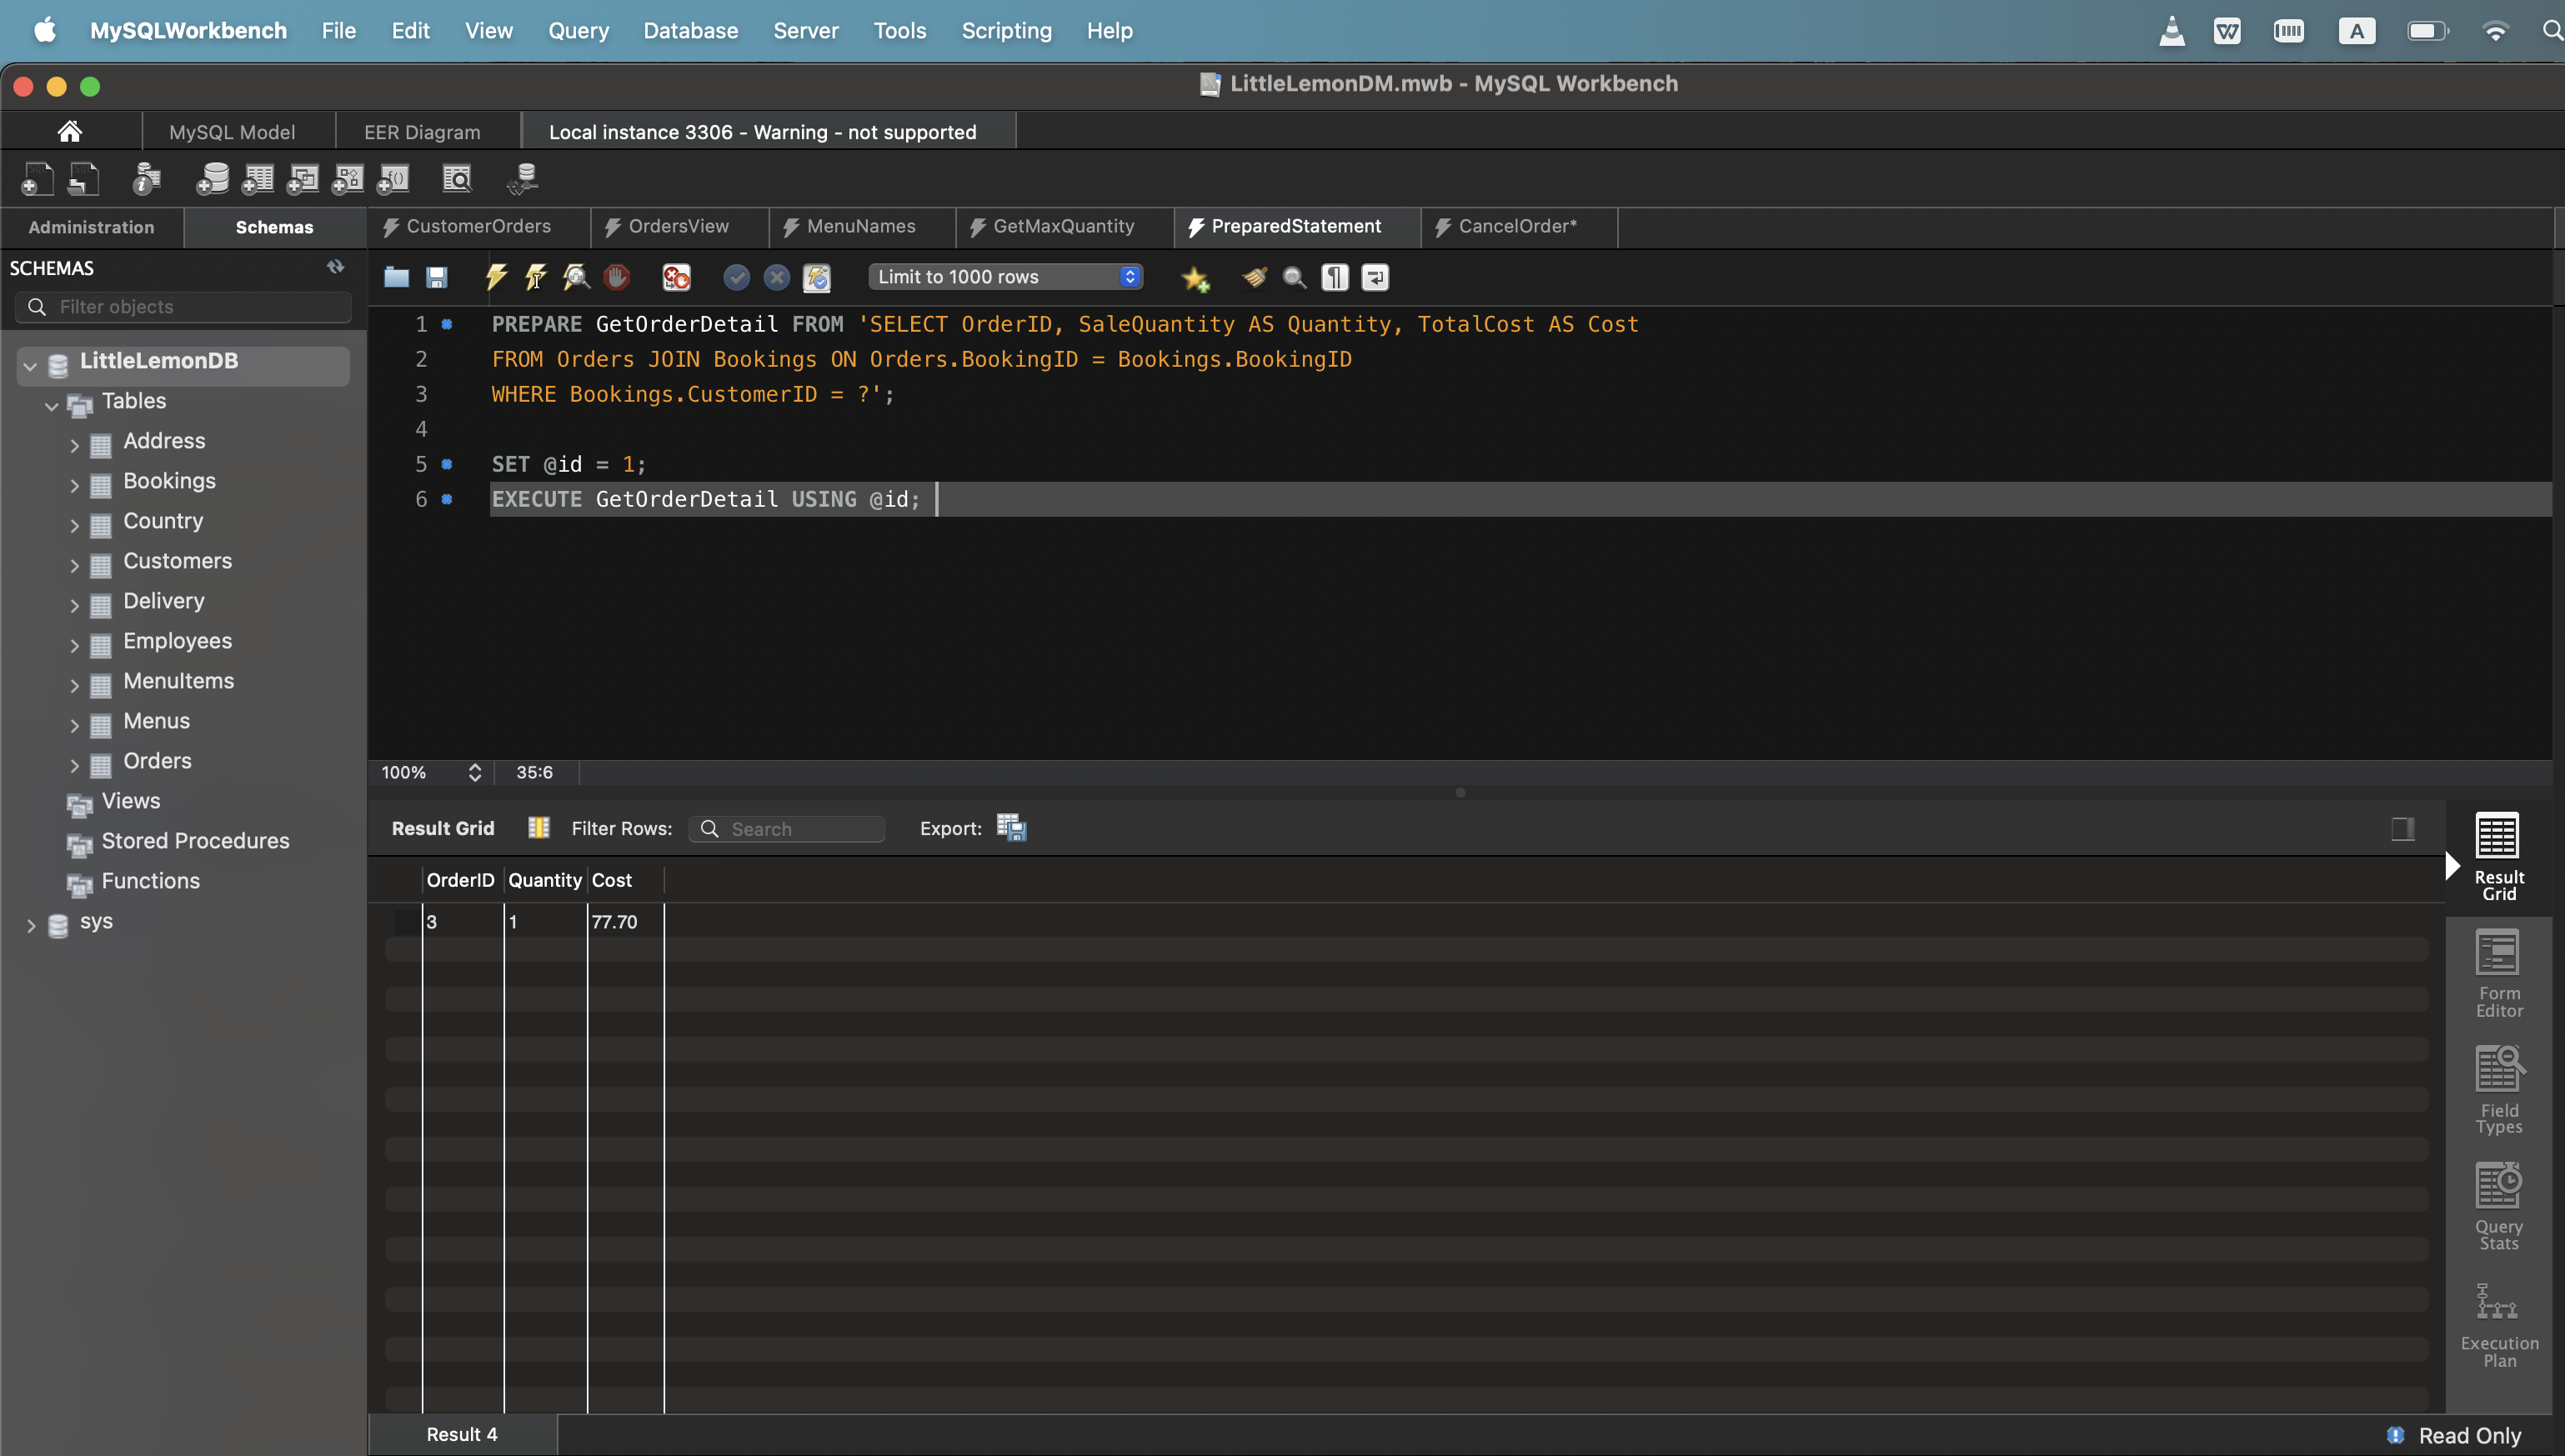 MySQLWorkbench File Edit View Query Database Server Tools Scripting Help
A
LittleLemonDM.mwb - MySQL Workbench
MySQL Model EER Diagram Local instance 3306 - Warning - not supported
Administration Schemas CustomerOrders OrdersView MenuNames GetMaxQuantity PreparedStatement CancelOrder*
SCHEMAS
Limit to 1000 rows
Filter objects
1 PREPARE GetOrderDetail FROM 'SELECT OrderID, SaleQuantity AS Quantity, TotalCost AS Cost
2 FROM Orders JOIN Bookings ON Orders.BookingID = Bookings.BookingID
3 WHERE Bookings.CustomerID = ?';
4
5 SET @id = 1;
6 EXECUTE GetOrderDetail USING @id;
LittleLemonDB
Tables
Address
Bookings
Country
Customers
Delivery
Employees
MenuItems
Menus
Orders
Views
Stored Procedures
Functions
sys
100% 35:6
Result Grid Filter Rows: Search Export:
OrderID Quantity Cost
3 1 77.70
Result
Grid
Form
Editor
Field
Types
Query
Stats
Execution
Plan
Result 4
Read Only